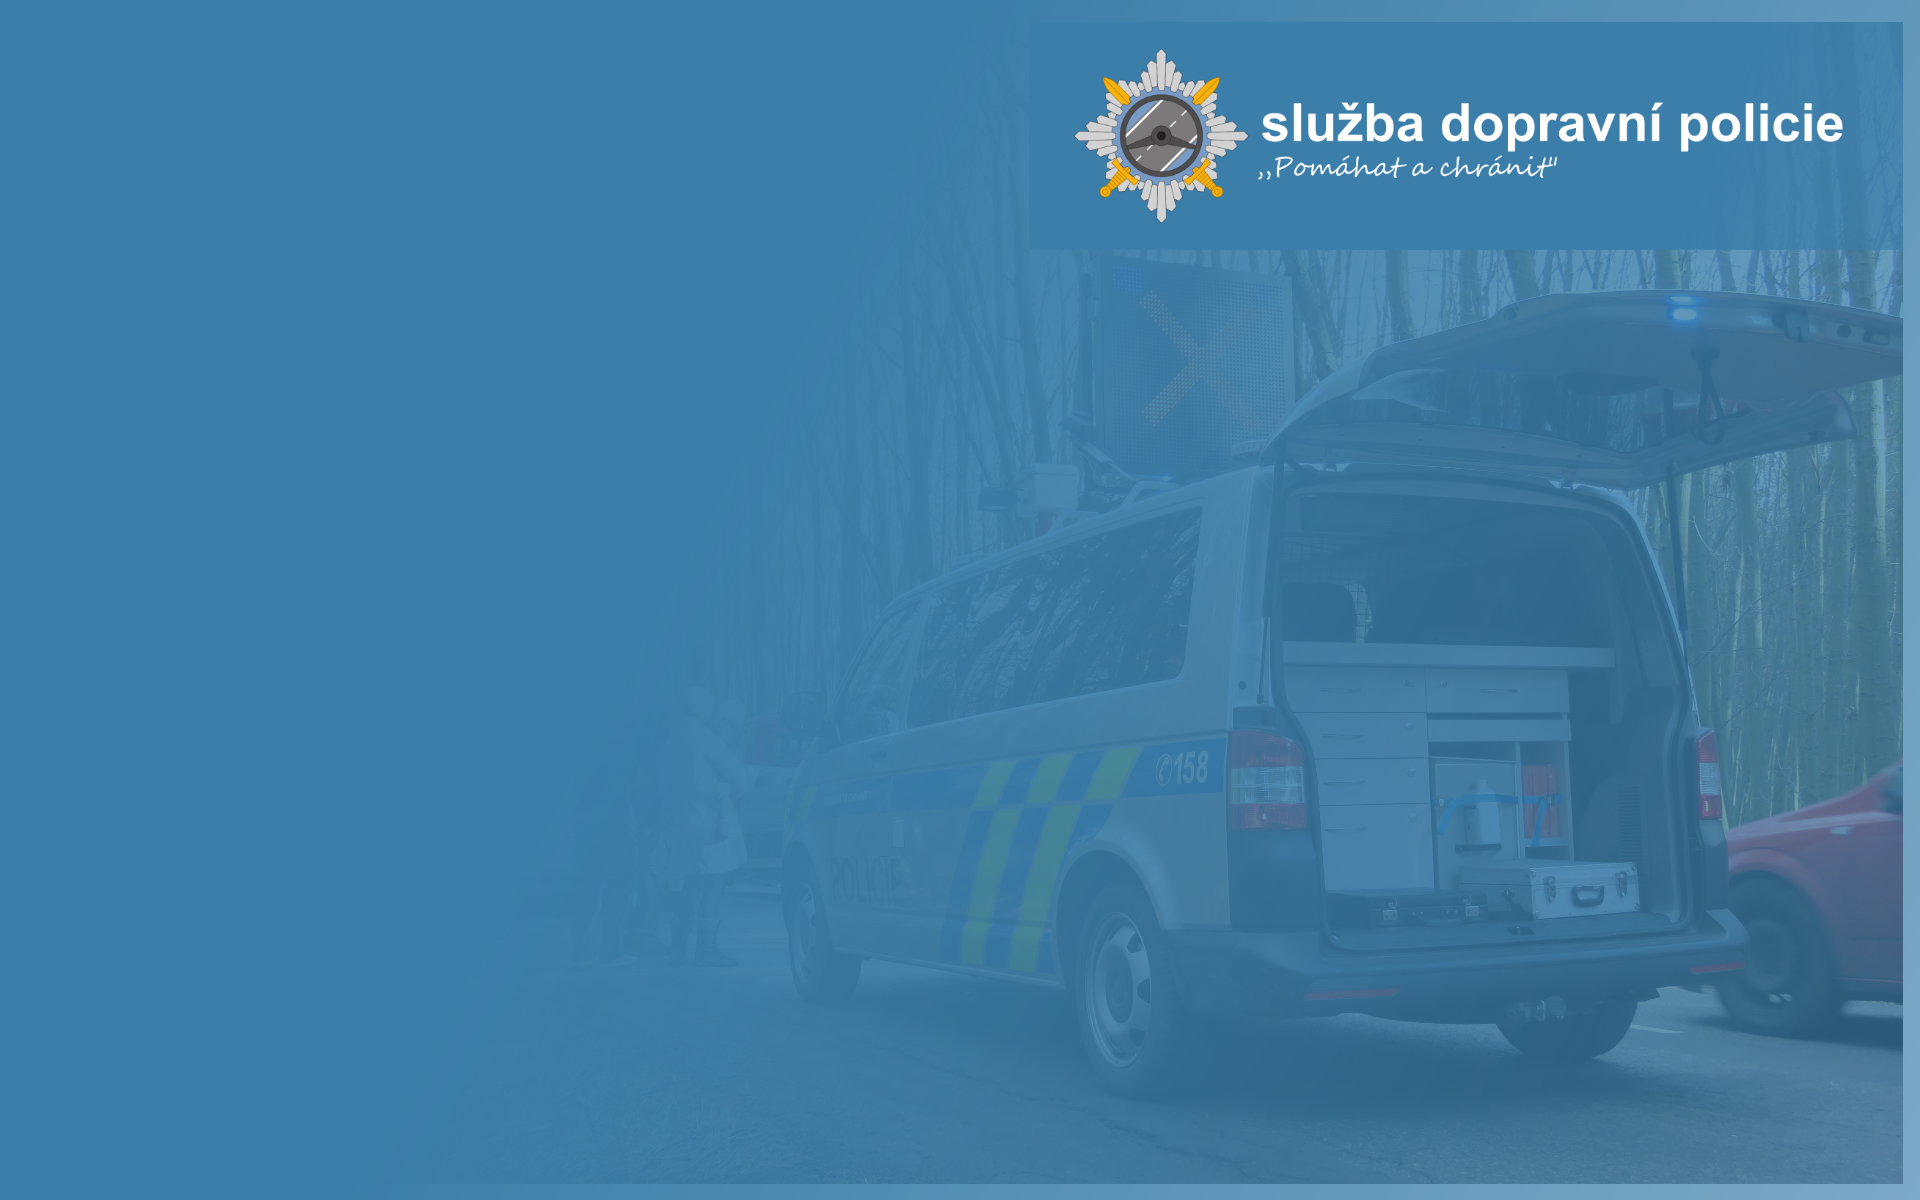 služba dopravní policie
,,Pomáhat a chránit"
158
POLICIE